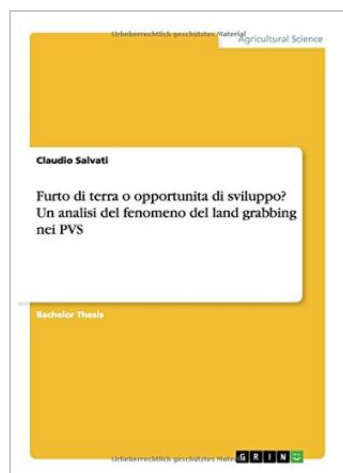 Urheberrechtlich geschütztes Material
Agricultural Science
Claudio Salvati
Furto di terra o opportunita di sviluppo?
Un analisi del fenomeno del land grabbing
nei PVS
Bachelor Thesis
Urheberrechtlich geschütztes Material
GRIN